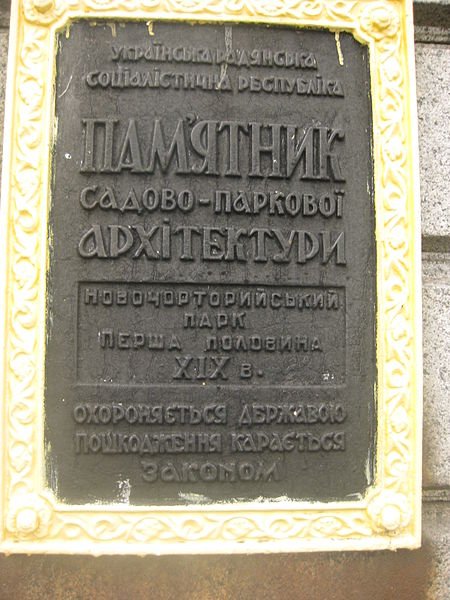 УКРАЇНСЬКА РАДЯНСЬКА
СОЦІАЛІСТИЧНА РЕСПУБЛІКА
ПАМ'ЯТНИК
САДОВО-ПАРКОВОЇ
АРХІТЕКТУРИ
НОВОЧОРТОРИЙСЬКИЙ
ПАРК
ПЕРША ПОЛОВИНА
XIX В.
ОХОРОНЯЄТЬСЯ ДЕРЖАВОЮ
ПОШКОДЖЕННЯ КАРАЄТЬСЯ
ЗАКОНОМ